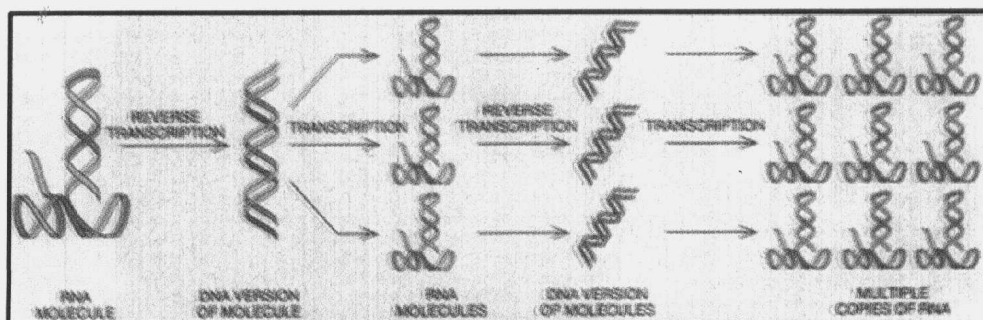 REVERSE
TRANSCRIPTION
TRANSCRIPTION
REVERSE
TRANSCRIPTION
TRANSCRIPTION
RNA
MOLECULE
DNA VERSION
OF MOLECULE
RNA
MOLECULES
DNA VERSION
OF MOLECULES
MULTIPLE
COPIES OF RNA